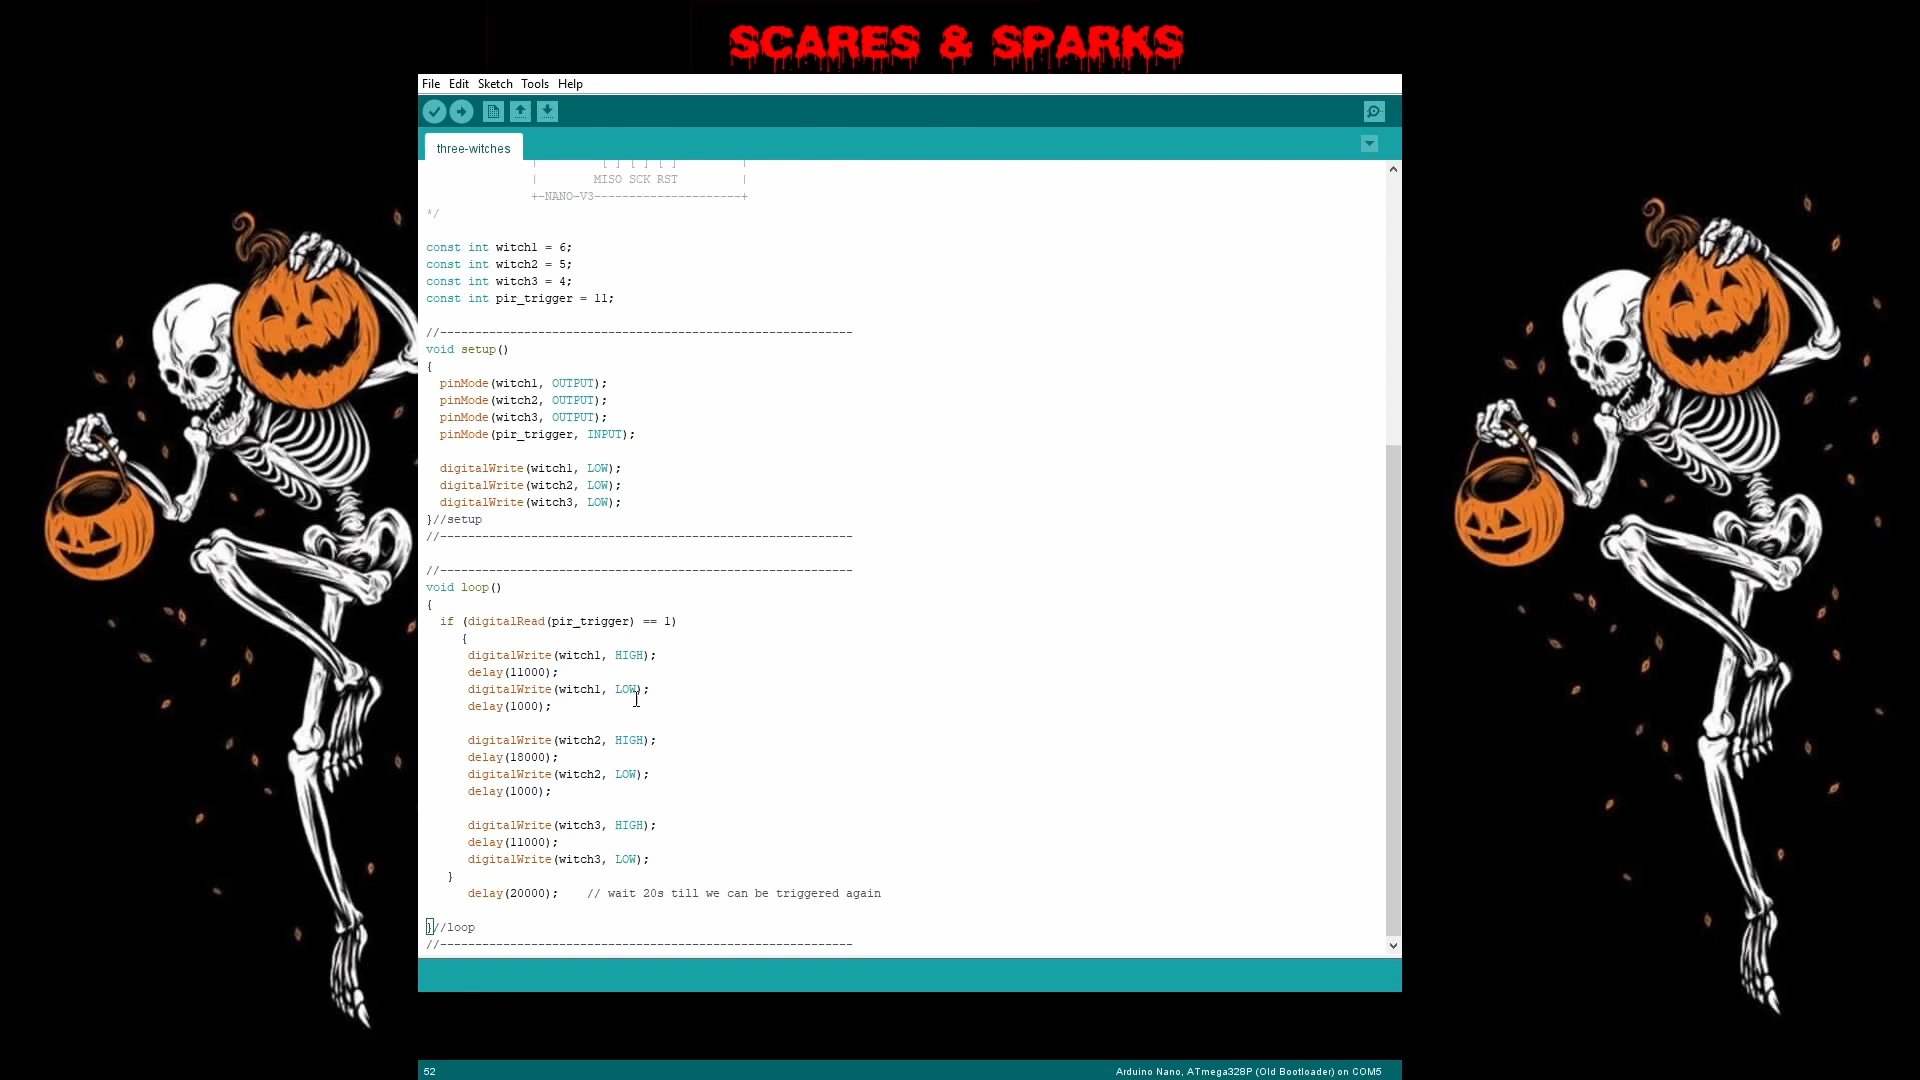 SCARES & SPARKS
File Edit Sketch Tools Help
three-witches
| [ ] [ ] [ ] |
| MISO SCK RST |
+-NANO-V3---------------------+
*/
const int witch1 = 6;
const int witch2 = 5;
const int witch3 = 4;
const int pir_trigger = 11;
//-----------------------------------------------------------
void setup()
{
pinMode(witch1, OUTPUT);
pinMode(witch2, OUTPUT);
pinMode(witch3, OUTPUT);
pinMode(pir_trigger, INPUT);
digitalWrite(witch1, LOW);
digitalWrite(witch2, LOW);
digitalWrite(witch3, LOW);
}//setup
//-----------------------------------------------------------
//-----------------------------------------------------------
void loop()
{
if (digitalRead(pir_trigger) == 1)
{
digitalWrite(witch1, HIGH);
delay(11000);
digitalWrite(witch1, LOW);
delay(1000);
digitalWrite(witch2, HIGH);
delay(18000);
digitalWrite(witch2, LOW);
delay(1000);
digitalWrite(witch3, HIGH);
delay(11000);
digitalWrite(witch3, LOW);
}
delay(20000); // wait 20s till we can be triggered again
}//loop
//-----------------------------------------------------------
52 Arduino Nano, ATmega328P (Old Bootloader) on COM5